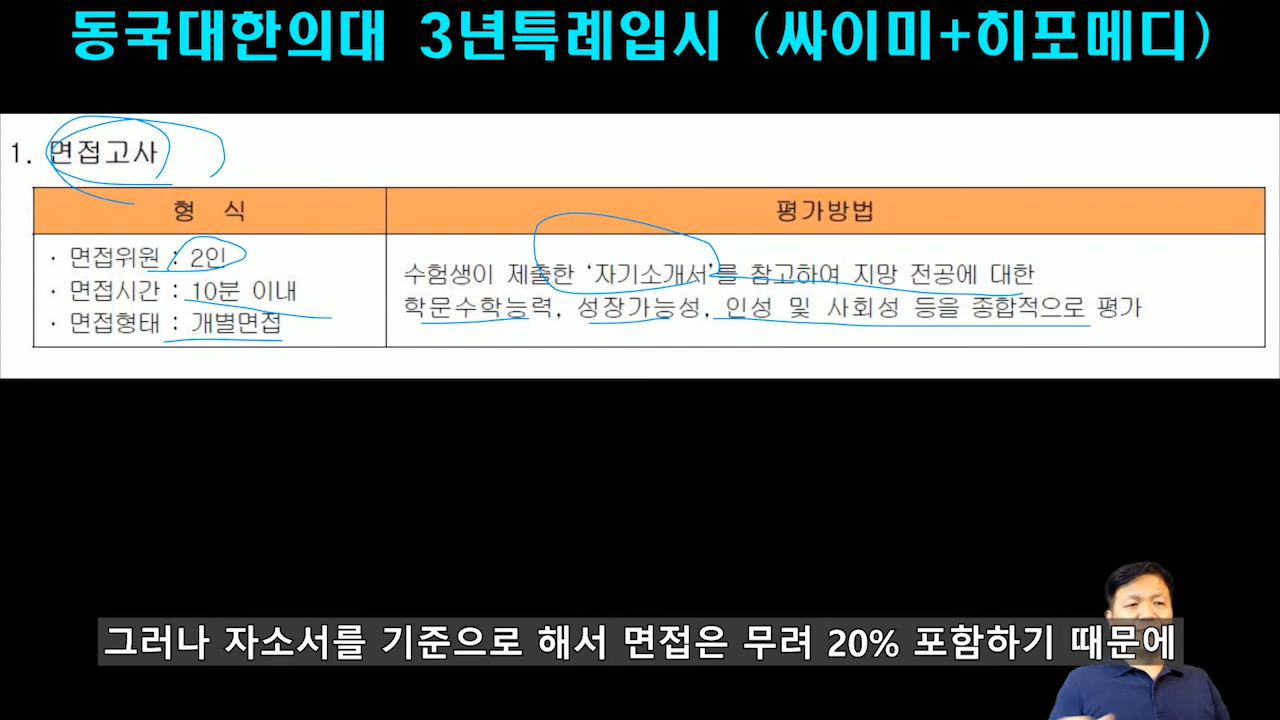 동국대한의대 3년특례입시 (싸이미+히포메디)
1. 면접고사
형 식
평가방법
· 면접위원 : 2인
· 면접시간 : 10분 이내
· 면접형태 : 개별면접
수험생이 제출한 ‘자기소개서’를 참고하여 지망 전공에 대한
학문수학능력, 성장가능성, 인성 및 사회성 등을 종합적으로 평가
그러나 자소서를 기준으로 해서 면접은 무려 20% 포함하기 때문에